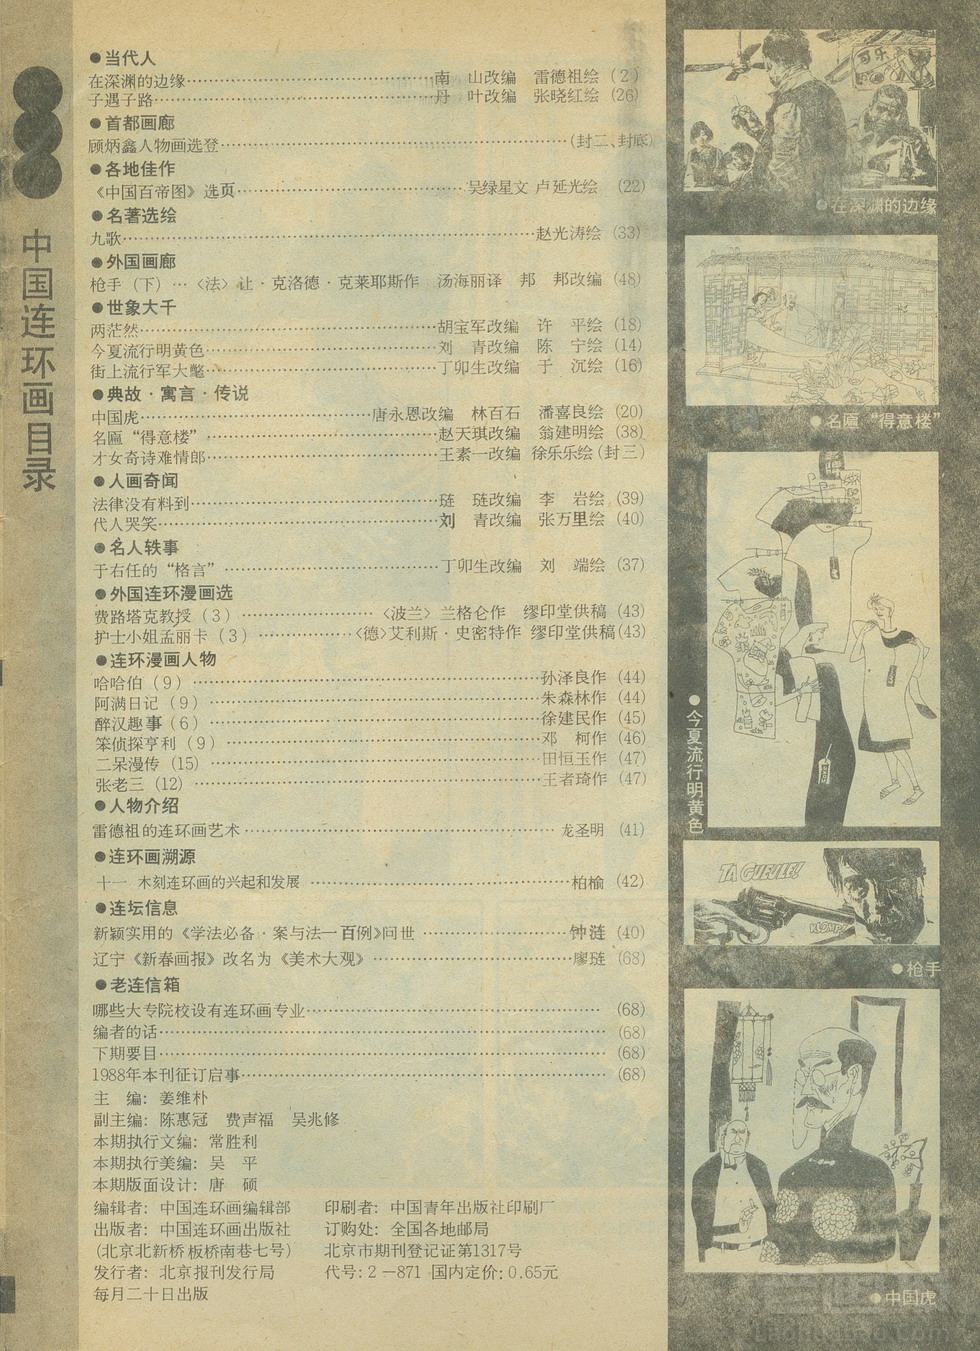 中国连环画目录
●当代人
在深渊的边缘……南　山改编　雷德祖绘（2）
子遇子路……丹　叶改编　张晓红绘（26）
●首都画廊
顾炳鑫人物画选登……（封二、封底）
●各地佳作
《中国百帝图》选页……吴绿星文 卢延光绘　（22）
●名著选绘
九歌……赵光涛绘（33）
●外国画廊
枪手（下）…〈法〉让·克洛德·克莱耶斯作　汤海丽译　邦　邦改编（48）
●世象大千
两茫然……胡宝军改编　许　平绘（18）
今夏流行明黄色……刘　青改编　陈　宁绘（14）
街上流行军大氅……丁卯生改编　于　沉绘（16）
●典故·寓言·传说
中国虎……唐永恩改编　林百石　潘喜良绘（20）
名匾“得意楼”……赵天琪改编　翁建明绘（38）
才女奇诗难情郎……王素一改编　徐乐乐绘（封三）
●人画奇闻
法律没有料到……琏　琏改编　李　岩绘（39）
代人哭笑……刘　青改编　张万里绘（40）
●名人轶事
于右任的“格言”……丁卯生改编　刘　端绘（37）
●外国连环漫画选
费路塔克教授（3）……〈波兰〉兰格仑作　缪印堂供稿（43）
护士小姐孟丽卡（3）……〈德〉艾利斯·史密特作 缪印堂供稿（43）
●连环漫画人物
哈哈伯（9）……孙泽良作（44）
阿满日记（9）……朱森林作（44）
醉汉趣事（6）……徐建民作（45）
笨侦探亨利（9）……邓　柯作（46）
二呆漫传（15）……田恒玉作（47）
张老三（12）……王者琦作（47）
●人物介绍
雷德祖的连环画艺术……龙圣明（41）
●连环画溯源
十一　木刻连环画的兴起和发展……柏榆（42）
●连坛信息
新颖实用的《学法必备·案与法一百例》问世……钟涟（40）
辽宁《新春画报》改名为《美术大观》……廖琏（68）
●老连信箱
哪些大专院校设有连环画专业……（68）
编者的话……（68）
下期要目……（68）
1988年本刊征订启事……（68）
主　编：姜维朴
副主编：陈惠冠　费声福　吴兆修
本期执行文编：常胜利
本期执行美编：吴　平
本期版面设计：唐　硕
编辑者：中国连环画编辑部　　印刷者：中国青年出版社印刷厂
出版者：中国连环画出版社　　订购处：全国各地邮局
（北京北新桥板桥南巷七号）　　北京市期刊登记证第1317号
发行者：北京报刊发行局　　代号：2－871 国内定价：0.65元
每月二十日出版
可乐
●在深渊的边缘
●名匾“得意楼”
●今夏流行明黄色
TA GUEULE!
KLOMP!
●枪手
●中国虎